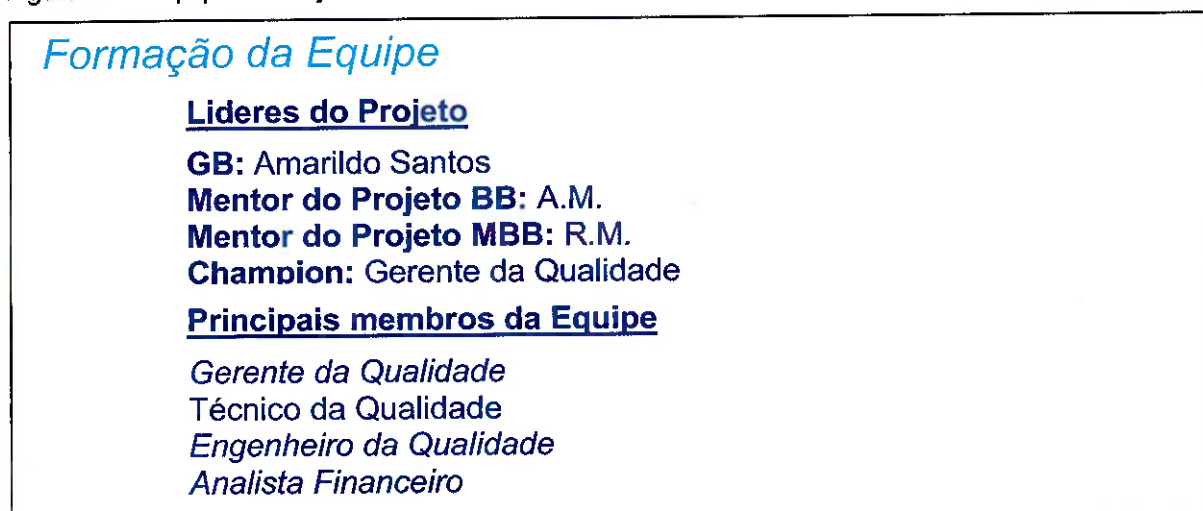 Formação da Equipe
Lideres do Projeto
GB: Amarildo Santos
Mentor do Projeto BB: A.M.
Mentor do Projeto MBB: R.M.
Champion: Gerente da Qualidade
Principais membros da Equipe
Gerente da Qualidade
Técnico da Qualidade
Engenheiro da Qualidade
Analista Financeiro